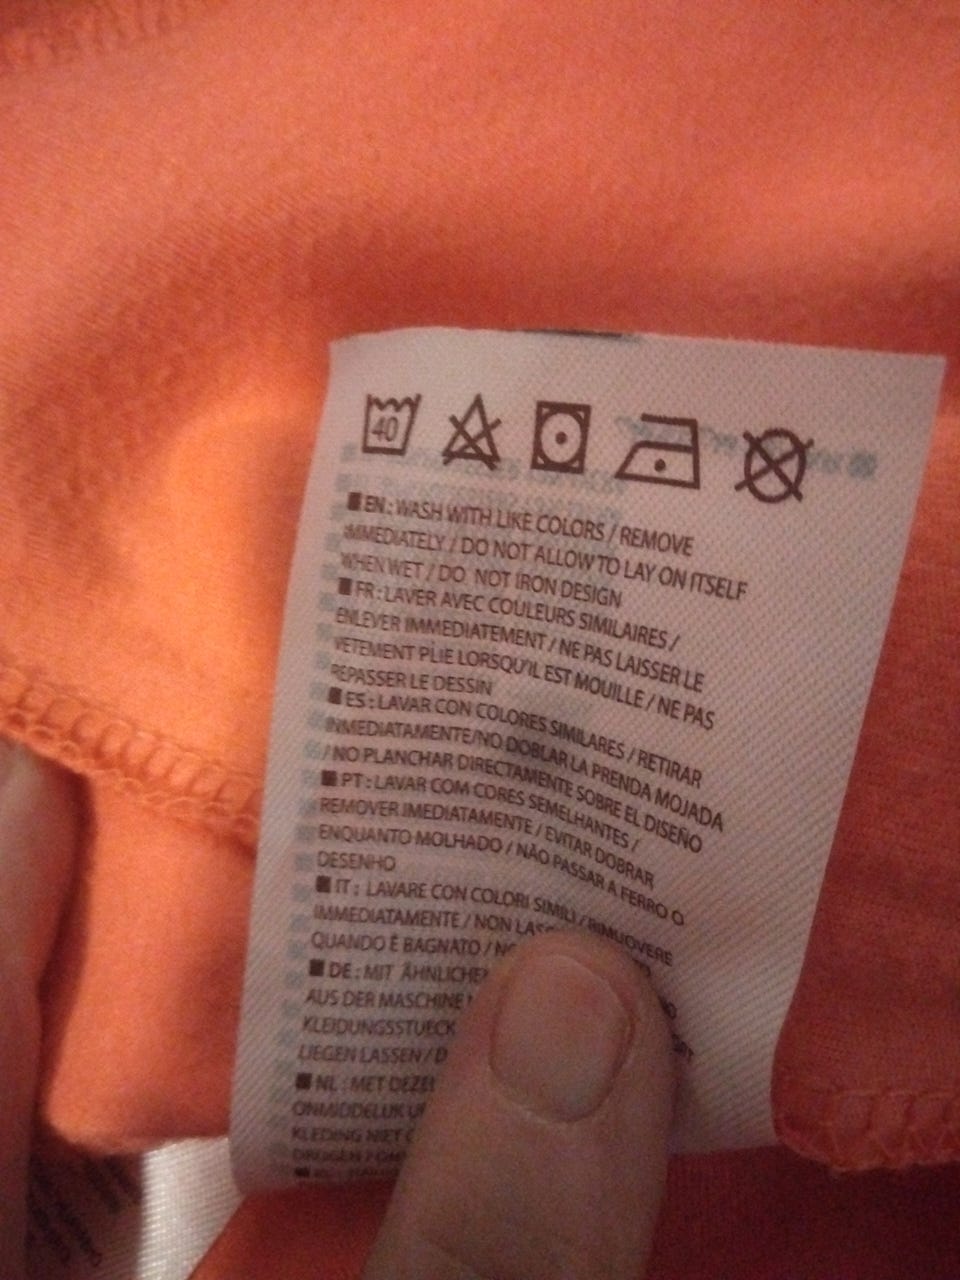 40
EN : WASH WITH LIKE COLORS / REMOVE
IMMEDIATELY / DO NOT ALLOW TO LAY ON ITSELF
WHEN WET / DO NOT IRON DESIGN
FR : LAVER AVEC COULEURS SIMILAIRES /
ENLEVER IMMEDIATEMENT / NE PAS LAISSER LE
VETEMENT PLIE LORSQU'IL EST MOUILLE / NE PAS
REPASSER LE DESSIN
ES : LAVAR CON COLORES SIMILARES / RETIRAR
INMEDIATAMENTE/NO DOBLAR LA PRENDA MOJADA
/ NO PLANCHAR DIRECTAMENTE SOBRE EL DISEÑO
PT : LAVAR COM CORES SEMELHANTES /
REMOVER IMEDIATAMENTE / EVITAR DOBRAR
ENQUANTO MOLHADO / NÃO PASSAR A FERRO O
DESENHO
IT : LAVARE CON COLORI SIMILI / RIMUOVERE
IMMEDIATAMENTE / NON
QUANDO È BAGNATO /
DE : MIT
AUS DER MASCHINE
KLEIDUNGSSTUECK
LIEGEN LASSEN /
NL : MET